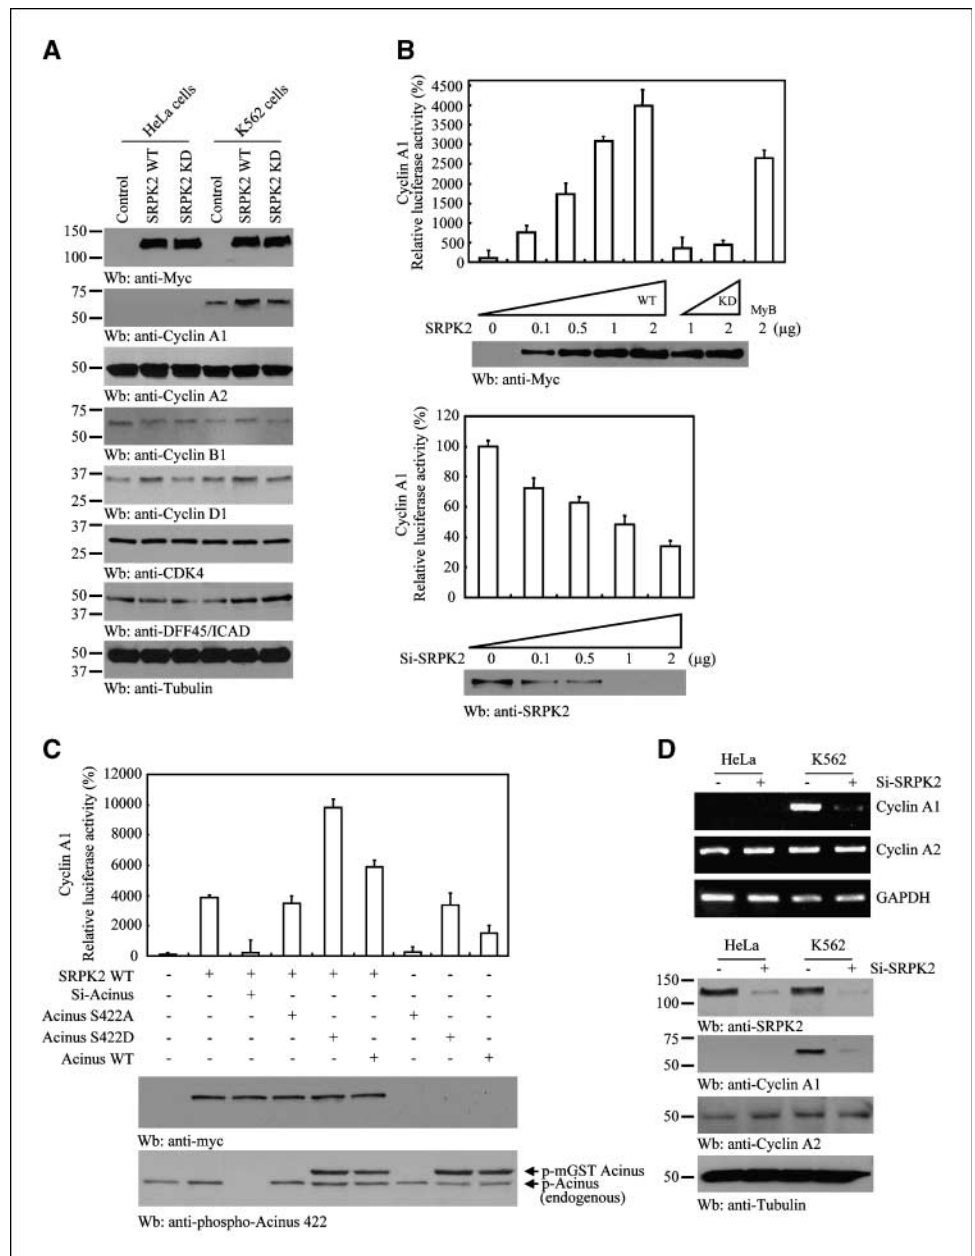 A
HeLa cells
K562 cells
Control
SRPK2 WT
SRPK2 KD
Control
SRPK2 WT
SRPK2 KD
150
100
Wb: anti-Myc
75
50
Wb: anti-Cyclin A1
50
Wb: anti-Cyclin A2
75
50
Wb: anti-Cyclin B1
37
25
Wb: anti-Cyclin D1
37
25
Wb: anti-CDK4
50
37
Wb: anti-DFF45/ICAD
50
37
Wb: anti-Tubulin
B
Cyclin A1
Relative luciferase activity (%)
4500
4000
3500
3000
2500
2000
1500
1000
500
0
WT
KD
MyB
SRPK2 0 0.1 0.5 1 2 1 2 2 (µg)
Wb: anti-Myc
Cyclin A1
Relative luciferase activity (%)
120
100
80
60
40
20
0
Si-SRPK2 0 0.1 0.5 1 2 (µg)
Wb: anti-SRPK2
C
Cyclin A1
Relative luciferase activity (%)
12000
10000
8000
6000
4000
2000
0
SRPK2 WT - + + + + + - - -
Si-Acinus - - + - - - - - -
Acinus S422A - - - + - - + - -
Acinus S422D - - - - + - - + -
Acinus WT - - - - - + - - +
Wb: anti-myc
p-mGST Acinus
p-Acinus
(endogenous)
Wb: anti-phospho-Acinus 422
D
HeLa K562
- + - + Si-SRPK2
Cyclin A1
Cyclin A2
GAPDH
HeLa K562
- + - + Si-SRPK2
150
100
Wb: anti-SRPK2
75
50
Wb: anti-Cyclin A1
50
Wb: anti-Cyclin A2
50
Wb: anti-Tubulin